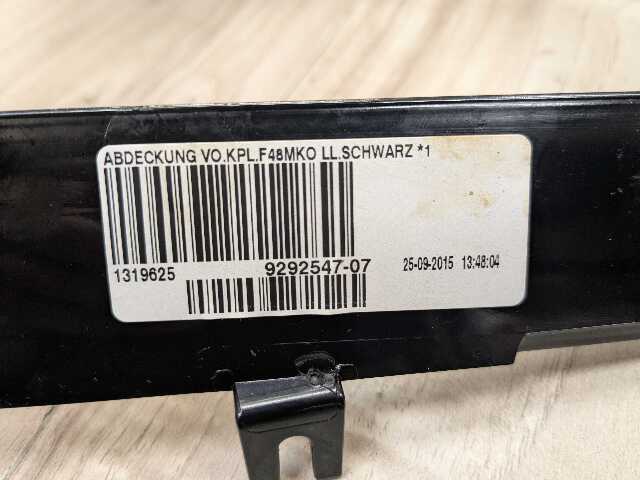 ABDECKUNG VO.KPL.F48MKO LL.SCHWARZ *1
1319625 9292547-07 25-09-2015 13:48:04